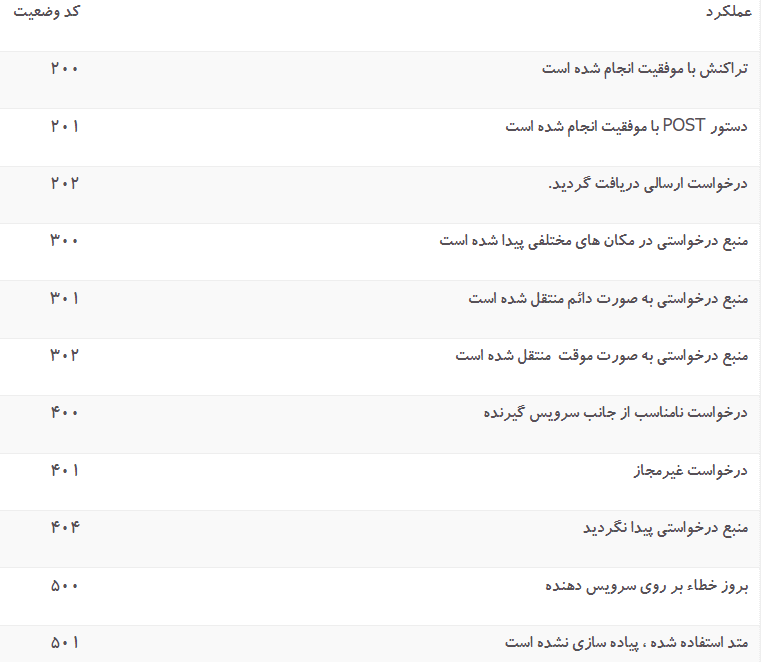 عملکرد کد وضعیت
تراکنش با موفقیت انجام شده است ۲۰۰
دستور POST با موفقیت انجام شده است ۲۰۱
درخواست ارسالی دریافت گردید. ۲۰۲
منبع درخواستی در مکان های مختلفی پیدا شده است ۳۰۰
منبع درخواستی به صورت دائم منتقل شده است ۳۰۱
منبع درخواستی به صورت موقت منتقل شده است ۳۰۲
درخواست نامناسب از جانب سرویس گیرنده ۴۰۰
درخواست غیرمجاز ۴۰۱
منبع درخواستی پیدا نگردید ۴۰۴
بروز خطاء بر روی سرویس دهنده ۵۰۰
متد استفاده شده ، پیاده سازی نشده است ۵۰۱